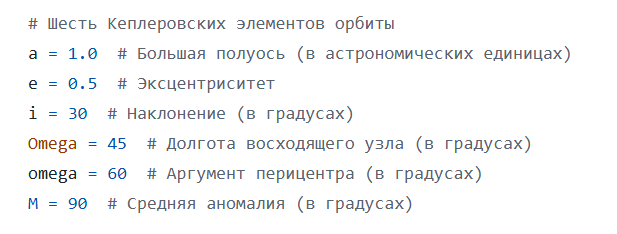 # Шесть Кеплеровских элементов орбиты
a = 1.0  # Большая полуось (в астрономических единицах)
e = 0.5  # Эксцентриситет
i = 30  # Наклонение (в градусах)
Omega = 45  # Долгота восходящего узла (в градусах)
omega = 60  # Аргумент перицентра (в градусах)
M = 90  # Средняя аномалия (в градусах)